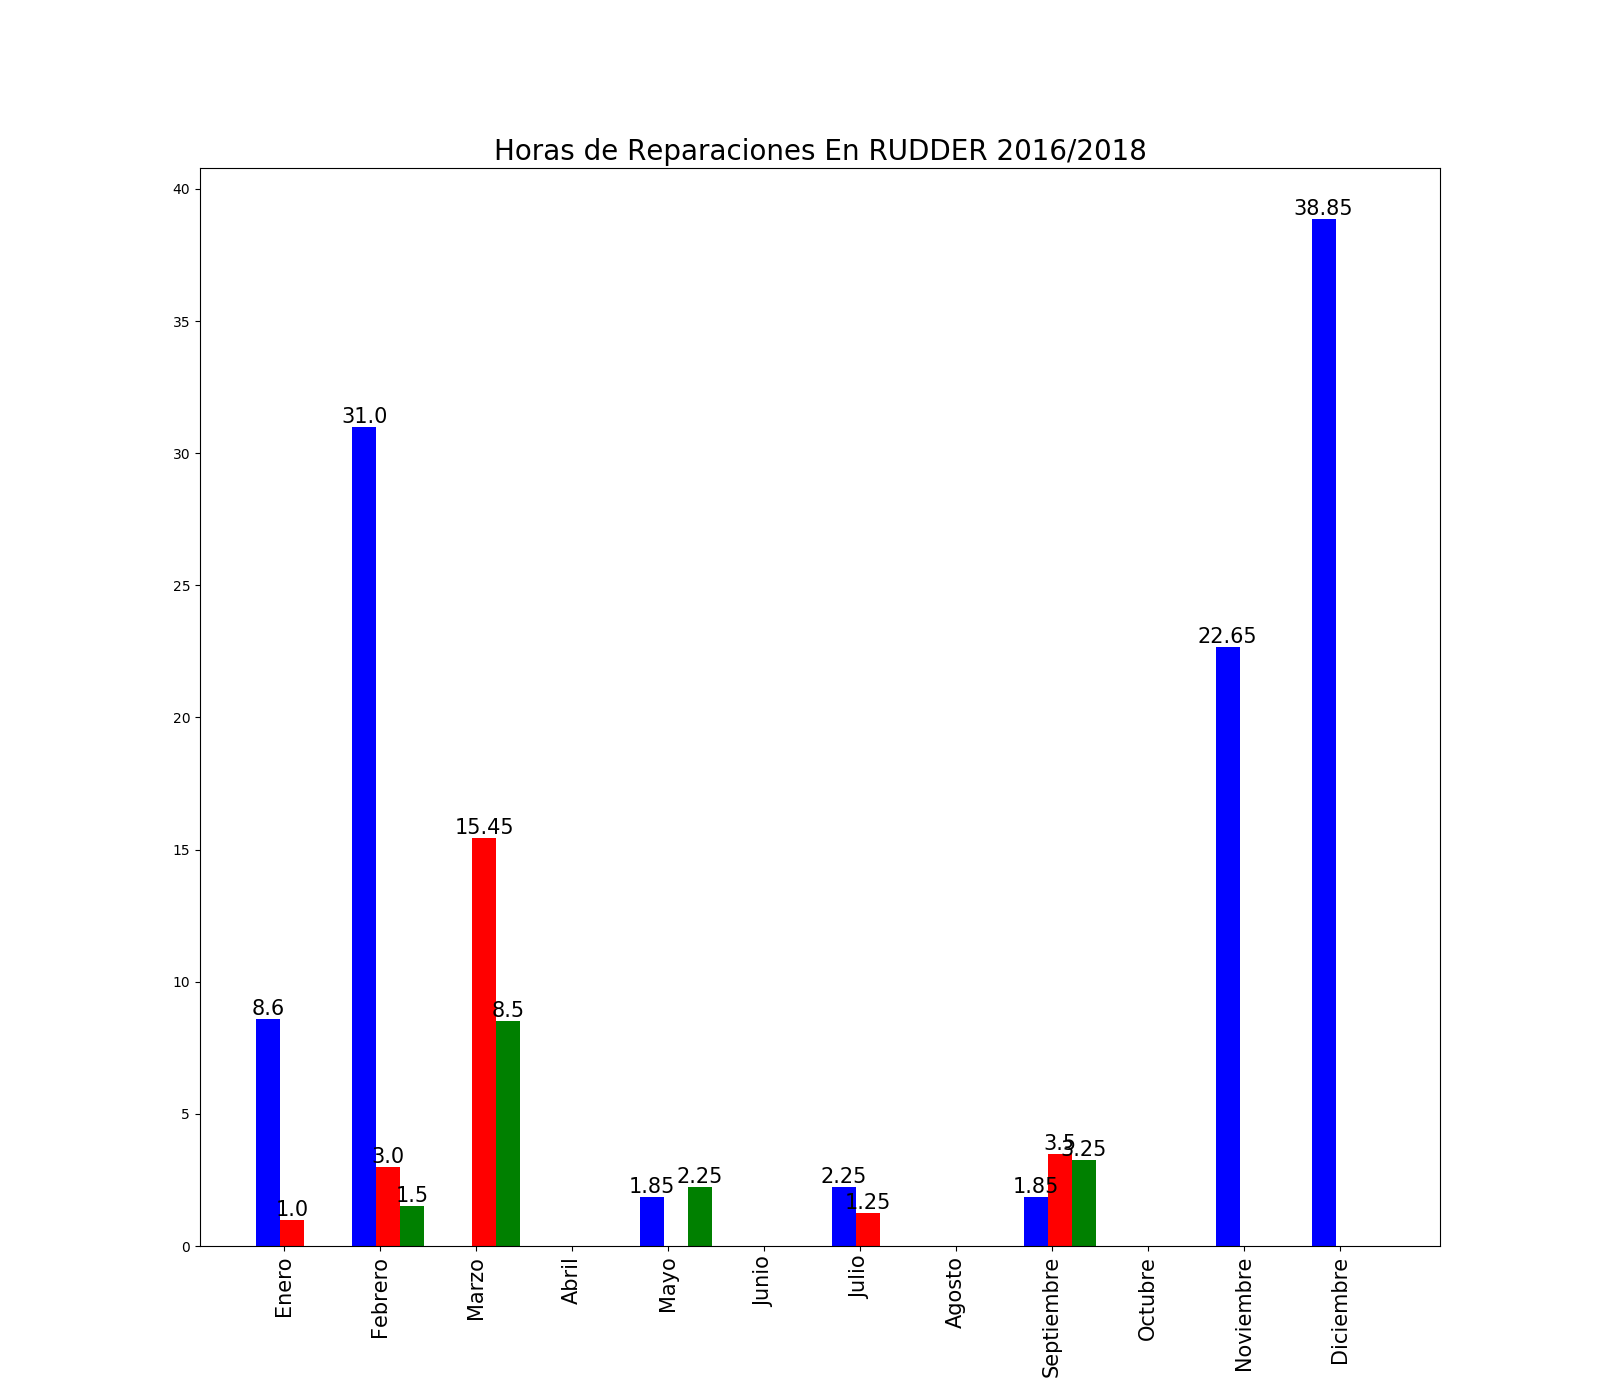 Horas de Reparaciones En RUDDER 2016/2018
40
35
30
25
20
15
10
5
0
8.6
1.0
31.0
3.0
1.5
15.45
8.5
1.85
2.25
2.25
1.25
1.85
3.5
3.25
22.65
38.85
Enero
Febrero
Marzo
Abril
Mayo
Junio
Julio
Agosto
Septiembre
Octubre
Noviembre
Diciembre